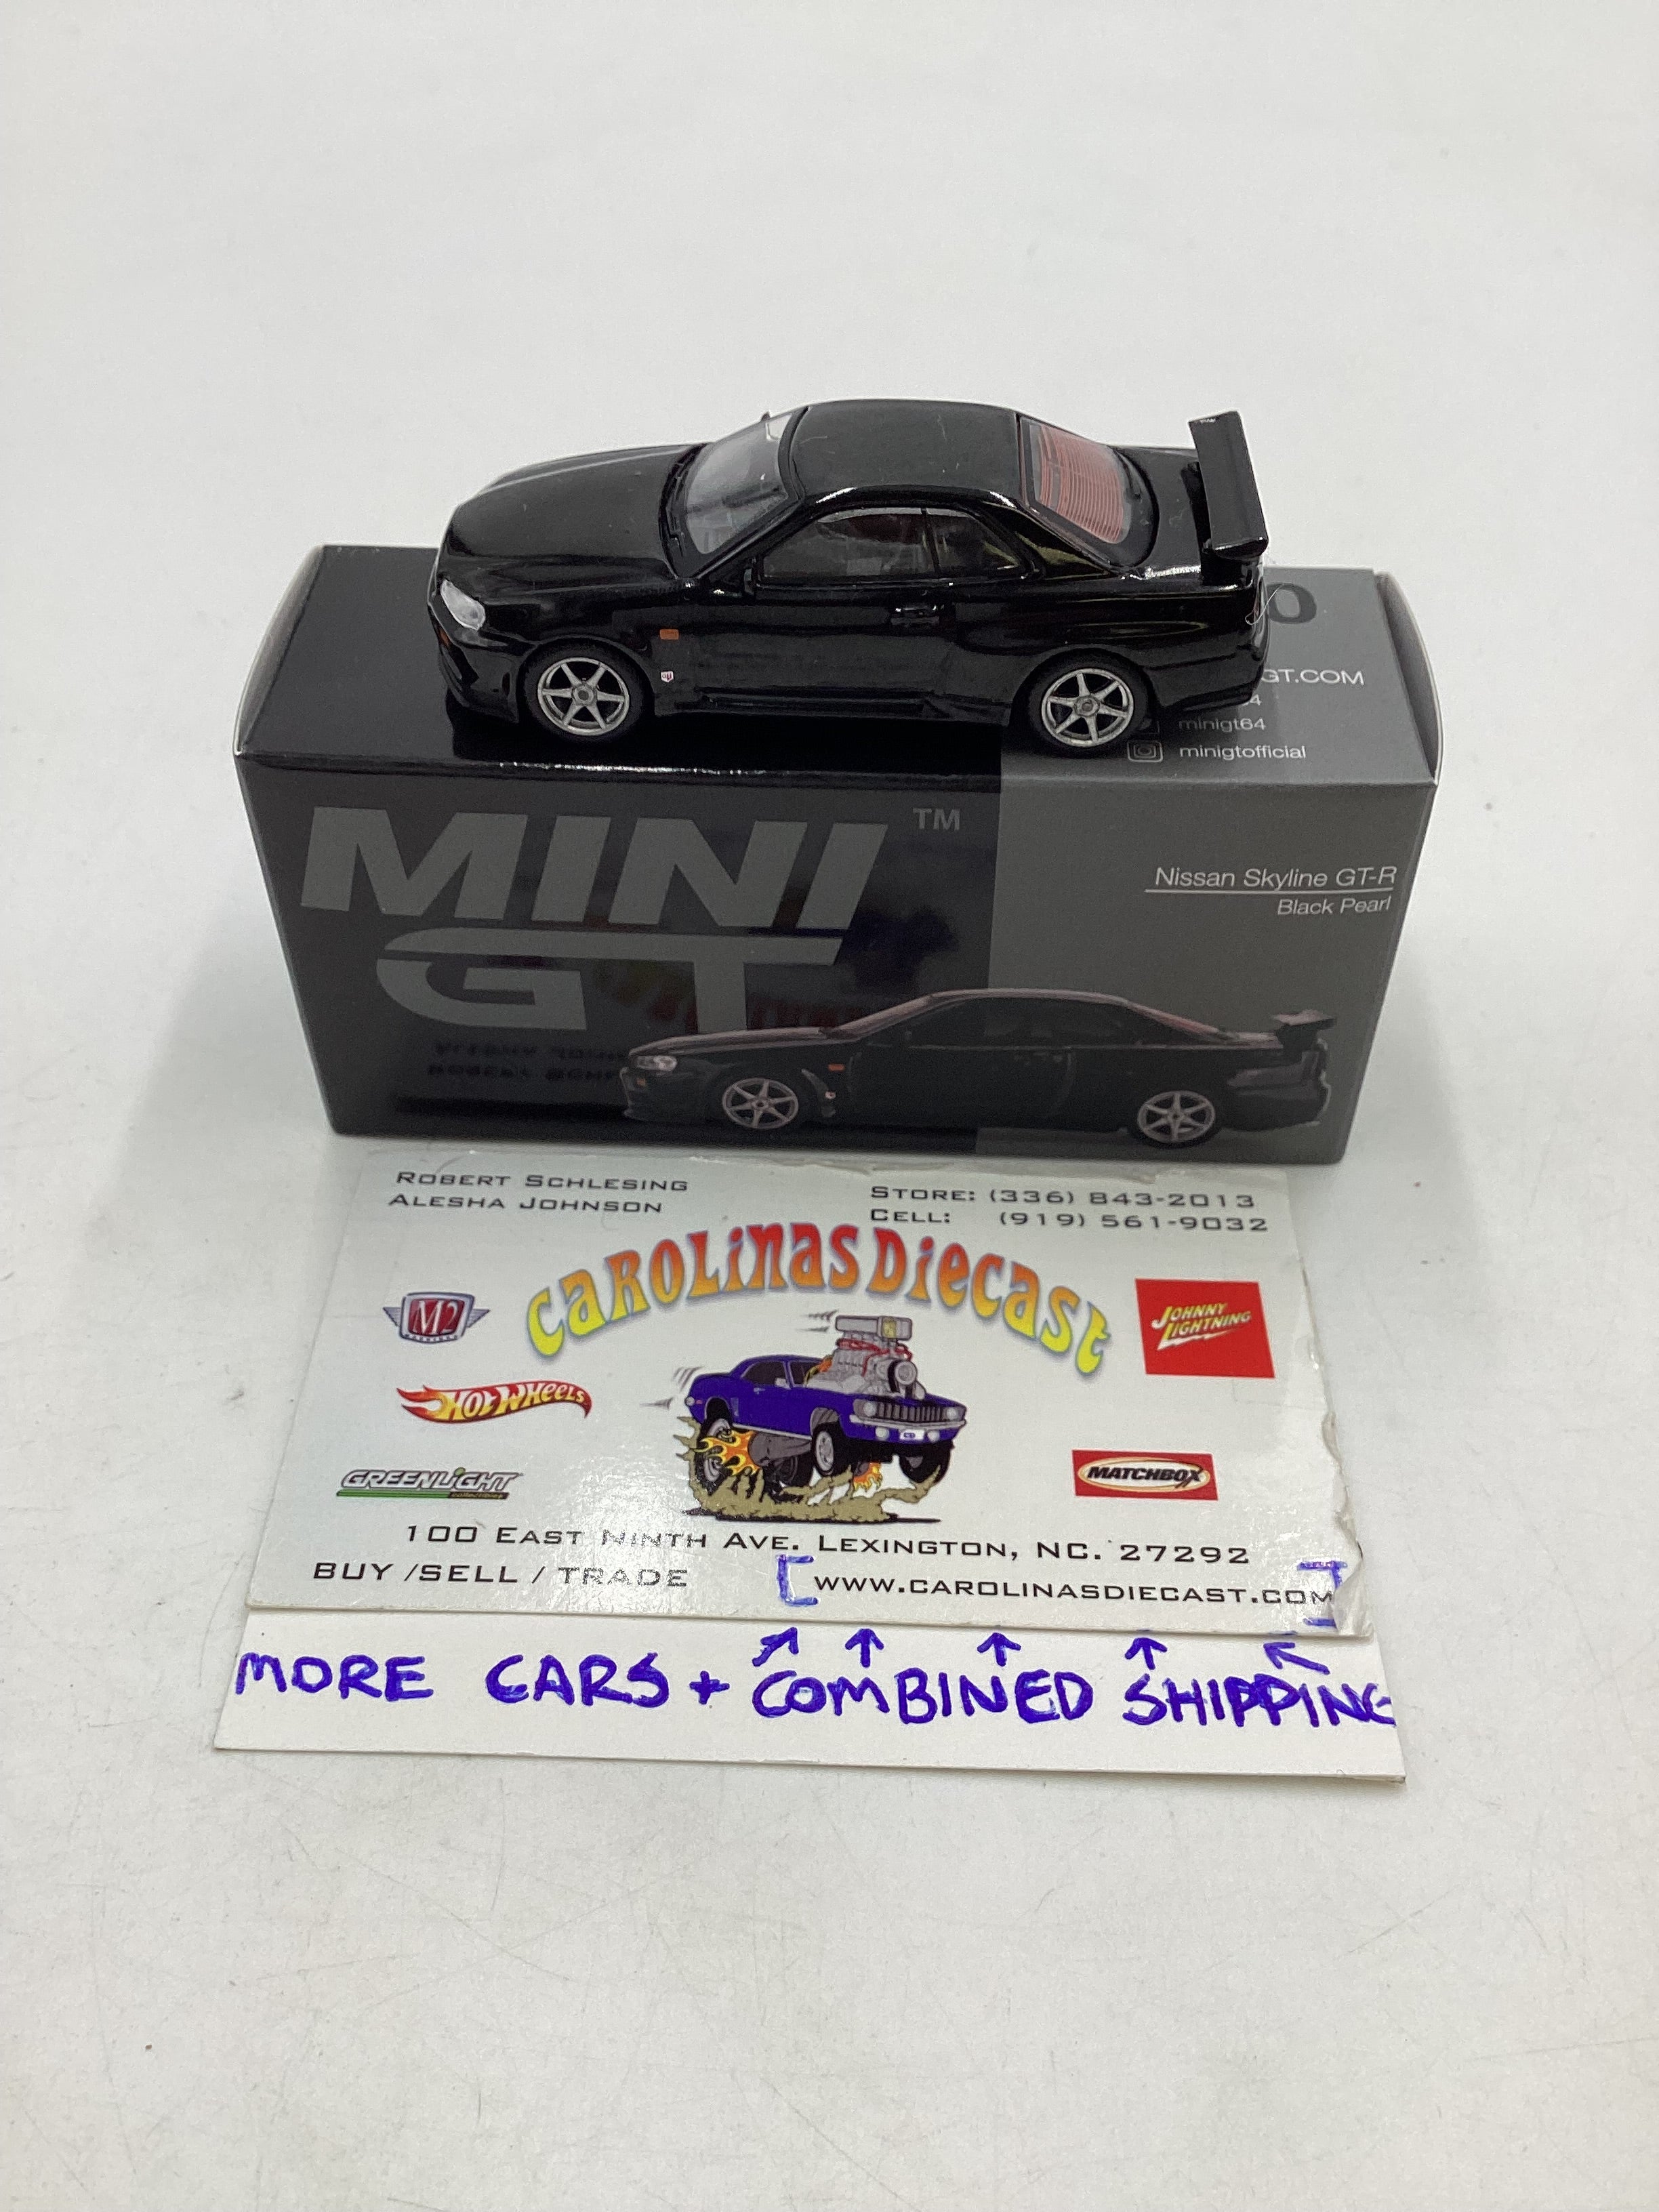 GT.COM
minigt64
minigtofficial
MINI
GT
TM
Nissan Skyline GT-R
Black Pearl
ROBERT SCHLESING
ALESHA JOHNSON
STORE: (336) 843-2013
CELL: (919) 561-9032
CAROLINAS DIECAST
M2
JOHNNY
LIGHTNING
HOT WHEELS
GREENLIGHT
MATCHBOX
100 EAST NINTH AVE. LEXINGTON, NC. 27292
BUY /SELL / TRADE [WWW.CAROLINASDIECAST.COM]
MORE CARS + COMBINED SHIPPING